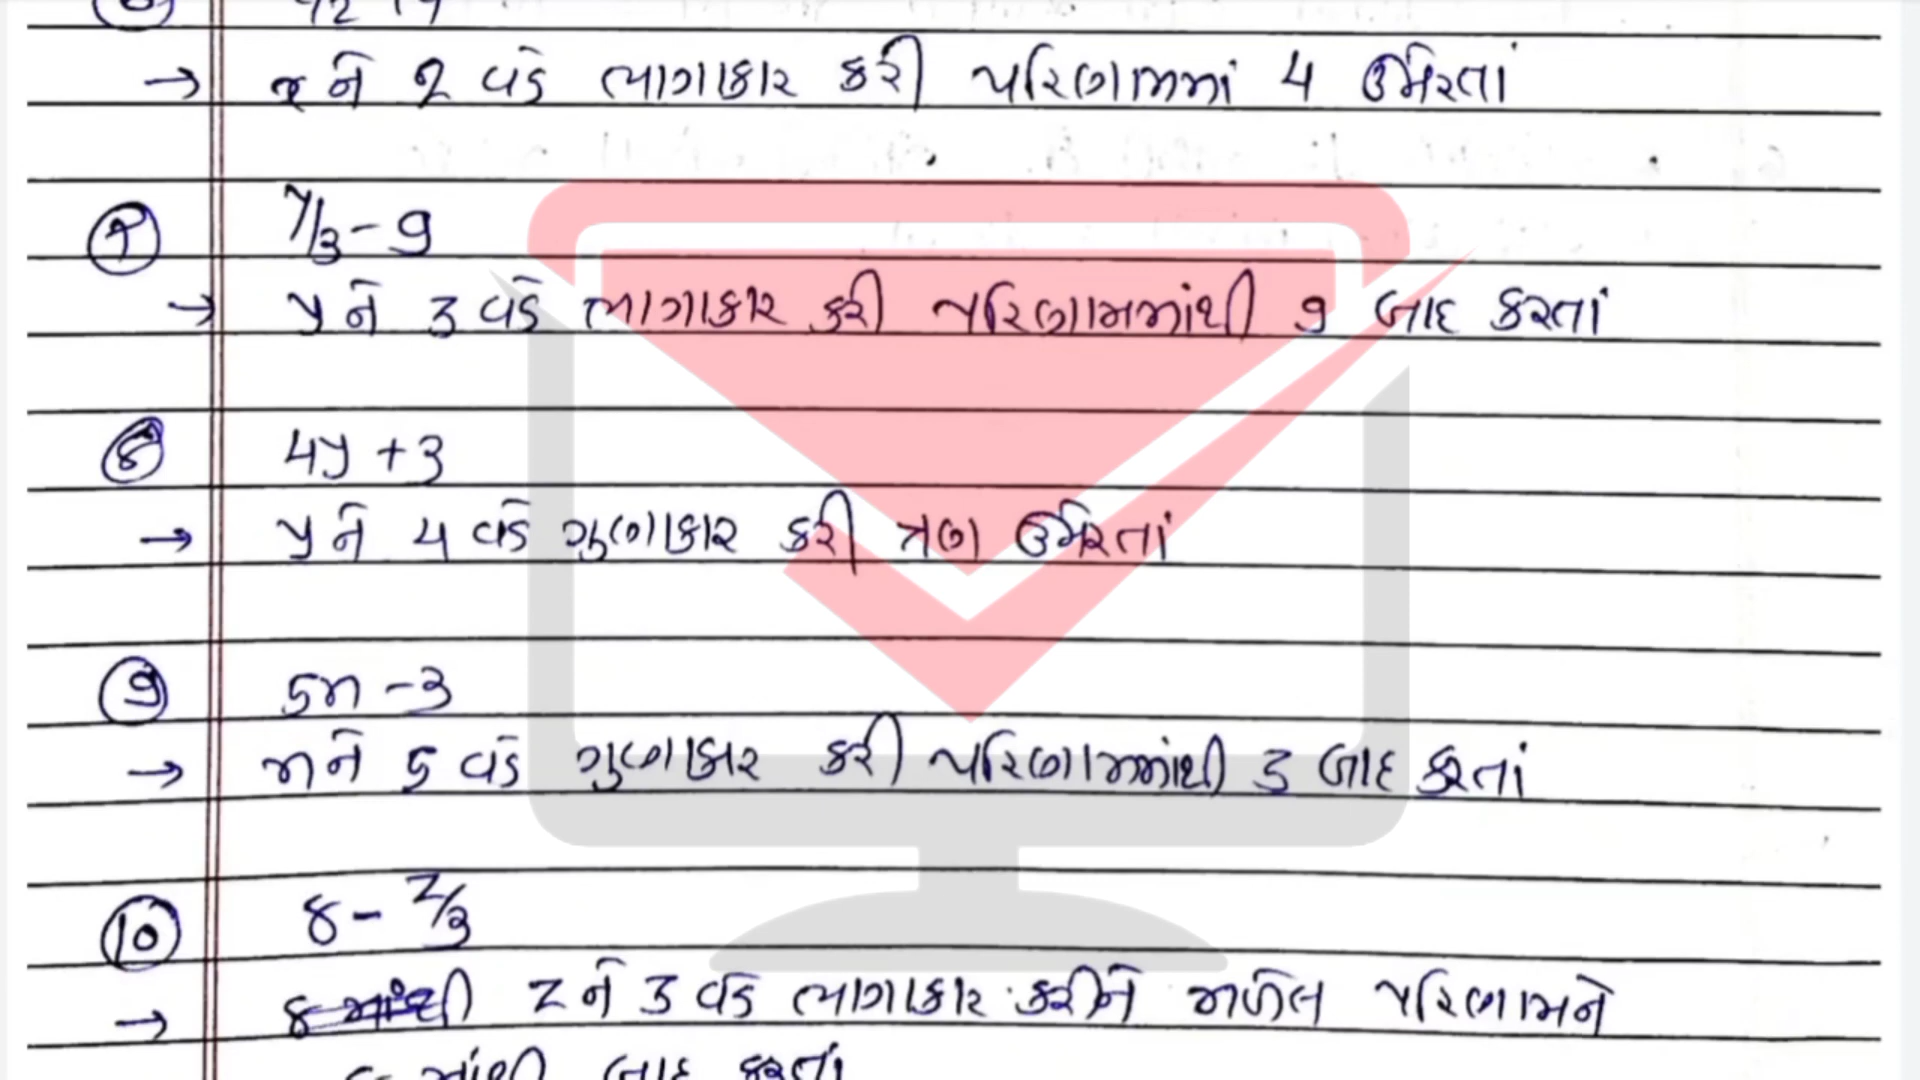 → x ને 2 વડે ભાગાકાર કરી પરિણામમાં 4 ઉમેરતાં
y/3 - 9
→ y ને 3 વડે ભાગાકાર કરી પરિણામમાંથી 9 બાદ કરતાં
8 4y + 3
→ y ને 4 વડે ગુણાકાર કરી ત્રણ ઉમેરતાં
9 5m - 3
→ m ને 5 વડે ગુણાકાર કરી પરિણામમાંથી 3 બાદ કરતાં
10 8 - z/3
→ z ને 3 વડે ભાગાકાર કરીને મળેલ પરિણામને
માંથી બાદ કરતાં